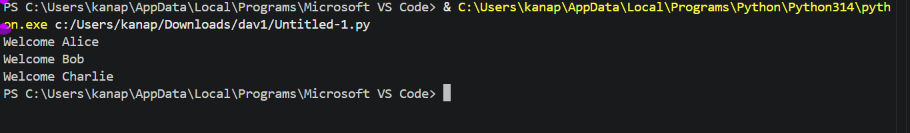 PS C:\Users\kanap\AppData\Local\Programs\Microsoft VS Code> & C:\Users\kanap\AppData\Local\Programs\Python\Python314\pyth
on.exe c:/Users/kanap/Downloads/dav1/Untitled-1.py
Welcome Alice
Welcome Bob
Welcome Charlie
PS C:\Users\kanap\AppData\Local\Programs\Microsoft VS Code>